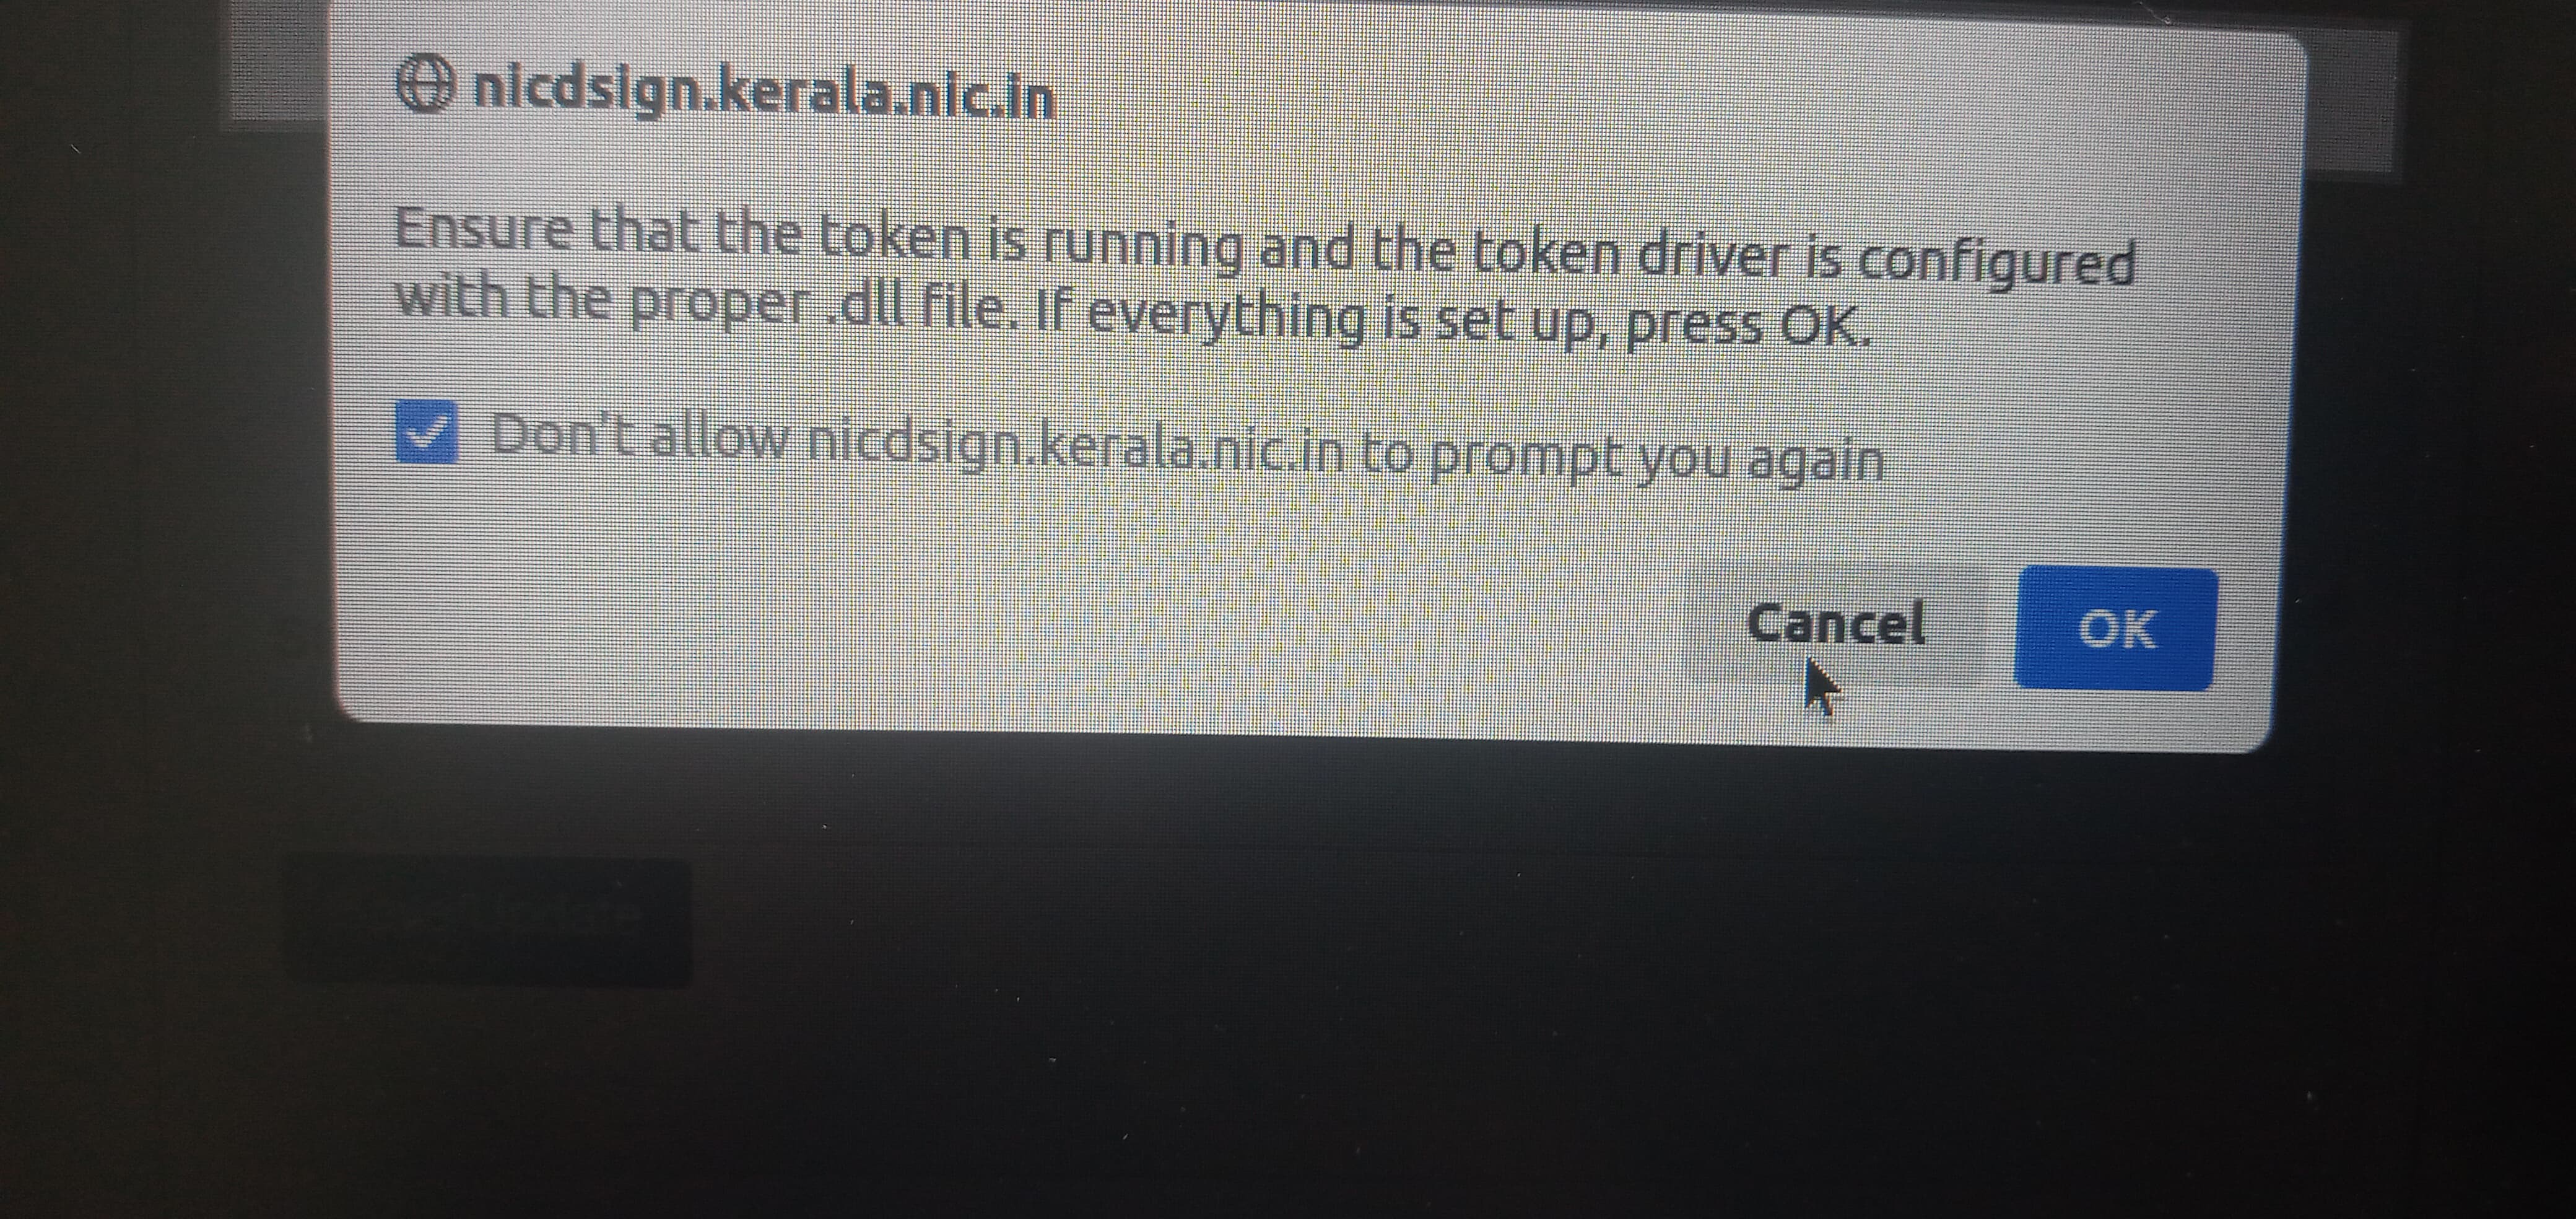 nicdsign.kerala.nic.in
Ensure that the token is running and the token driver is configured
with the proper .dll file. If everything is set up, press OK.
Don't allow nicdsign.kerala.nic.in to prompt you again
Cancel
OK